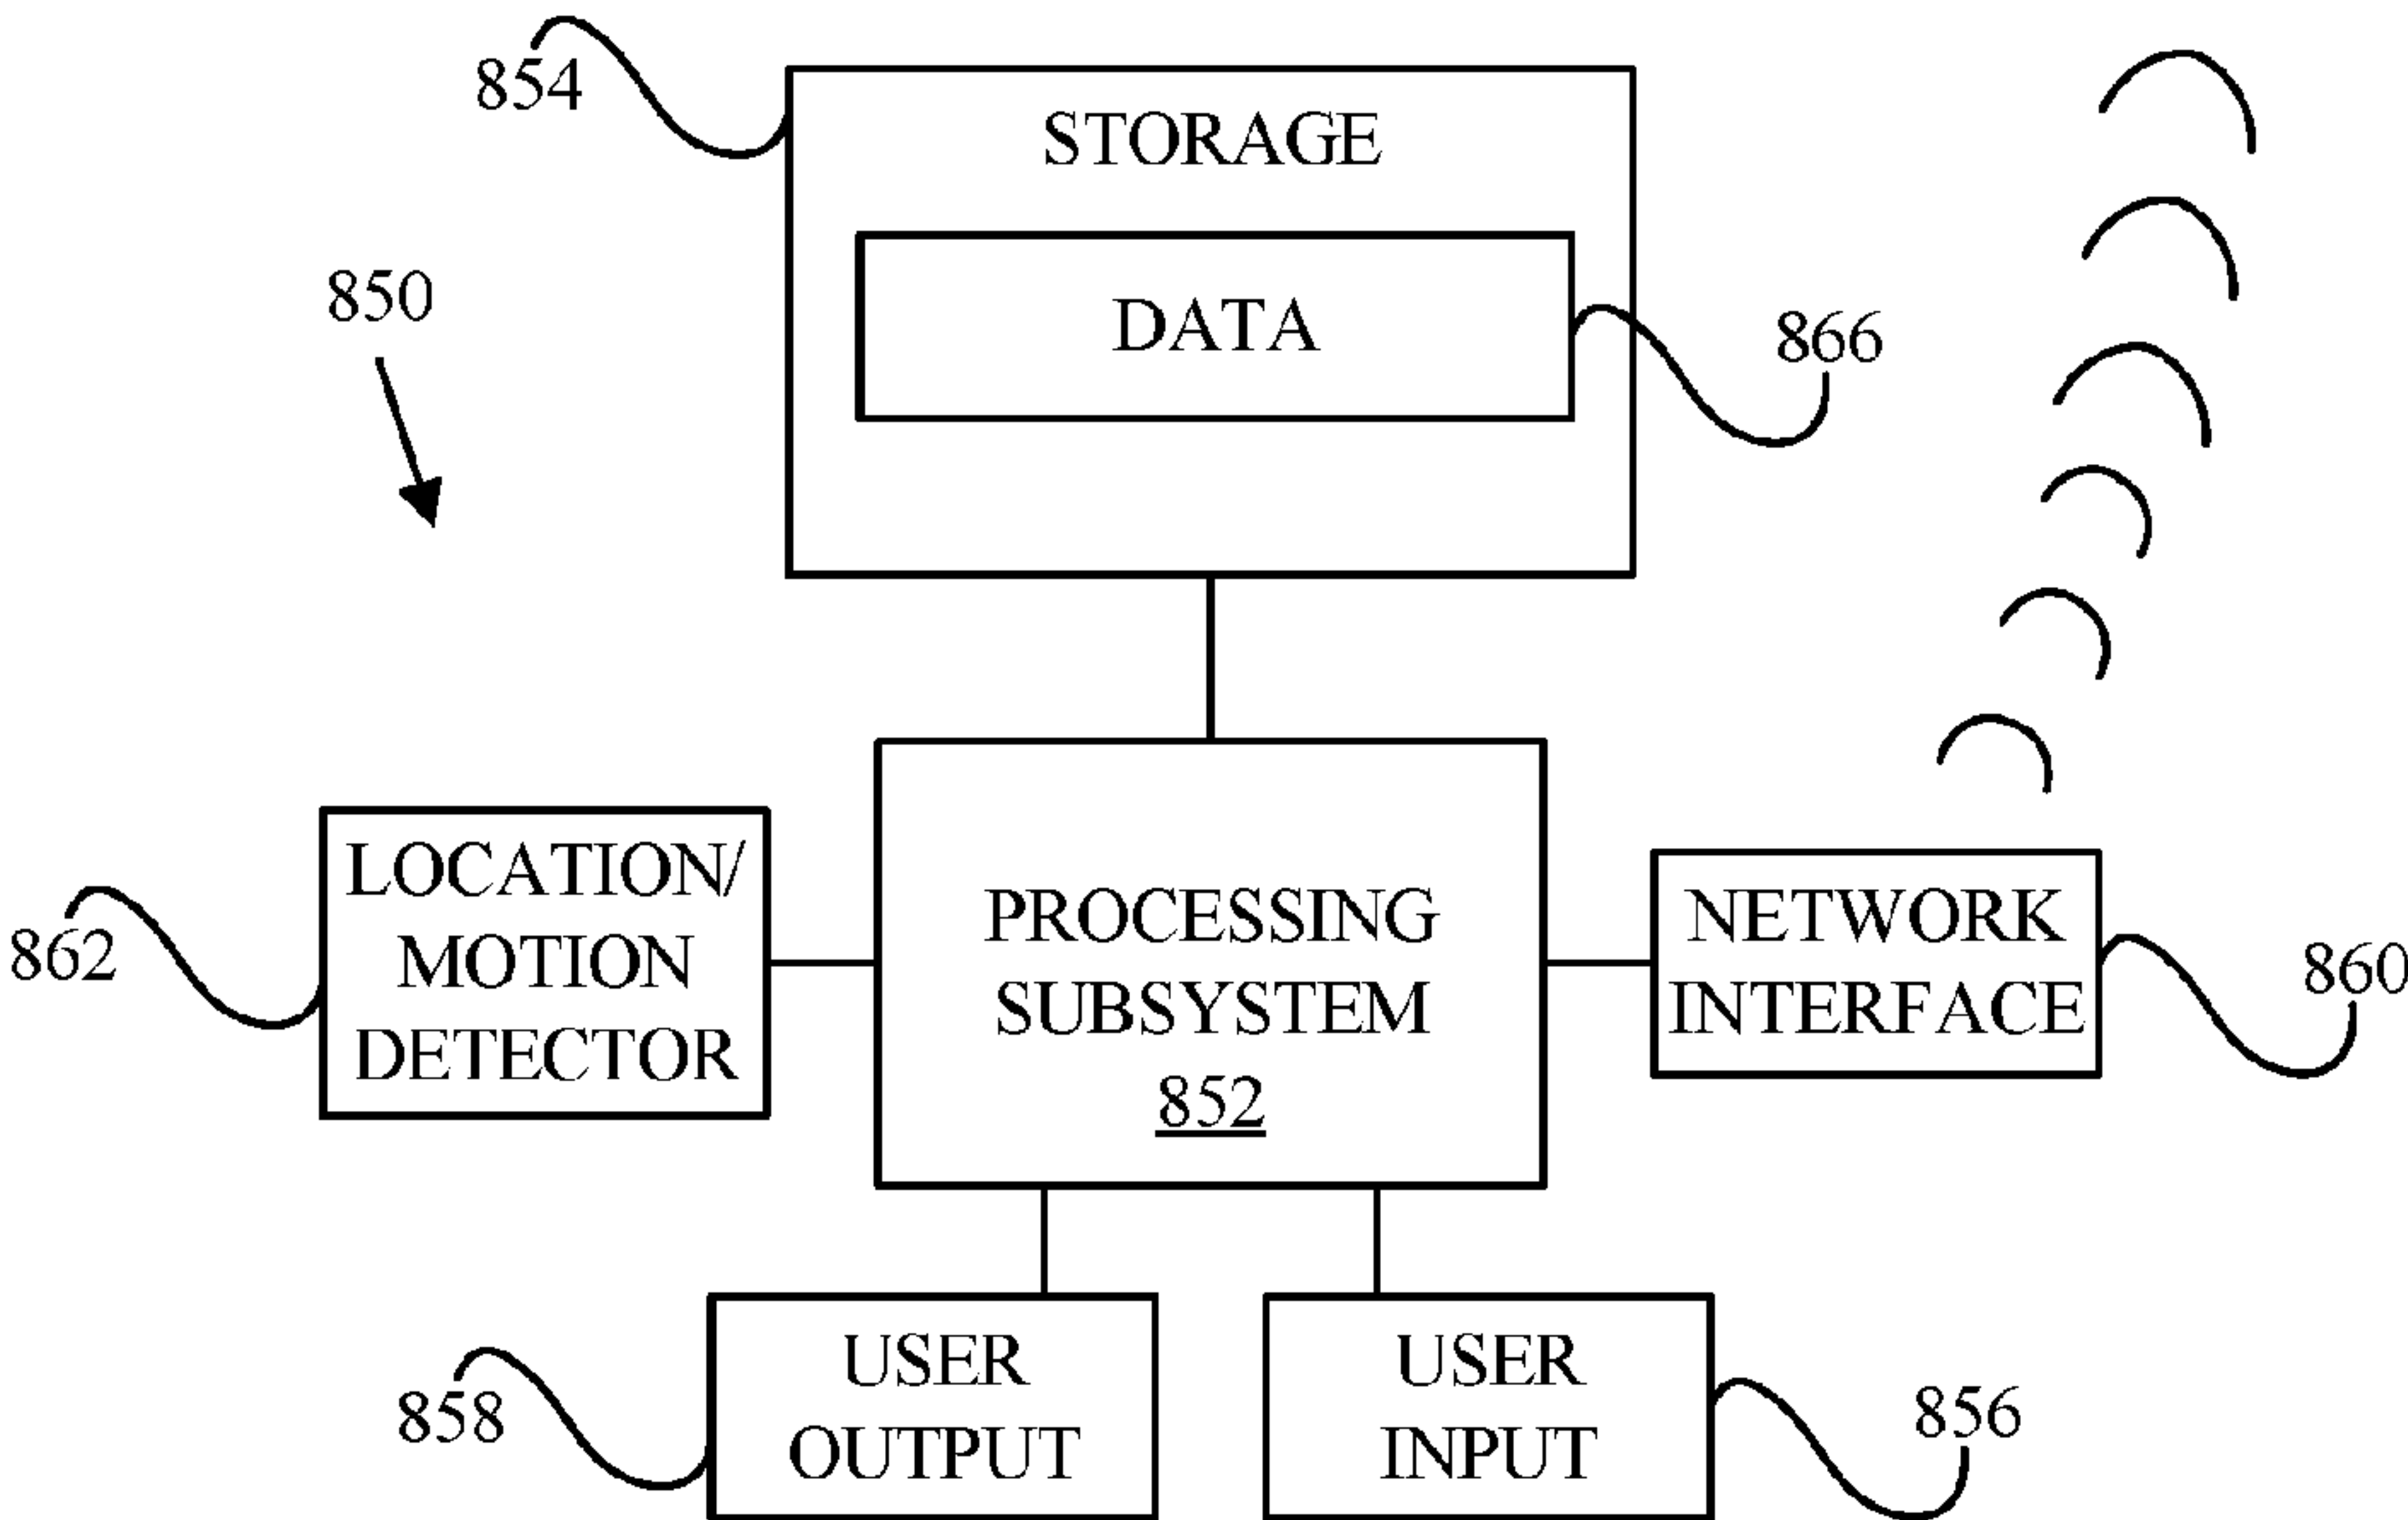 854
STORAGE
850
DATA
866
LOCATION/
MOTION
DETECTOR
862
PROCESSING
SUBSYSTEM
852
NETWORK
INTERFACE
860
858
USER
OUTPUT
USER
INPUT
856